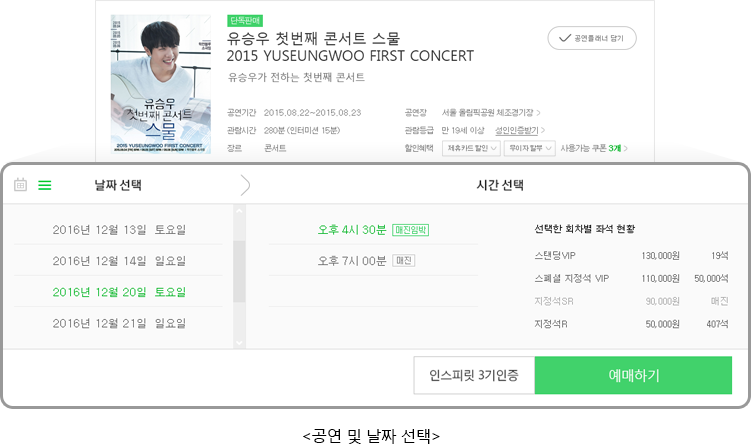 단독판매
유승우 첫번째 콘서트 스물
2015 YUSEUNGWOO FIRST CONCERT
공연플래너 담기
유승우가 전하는 첫번째 콘서트
유승우
첫번째 콘서트
스물
2015 YUSEUNGWOO FIRST CONCERT
공연기간 2015.08.22~2015.08.23
공연장 서울 올림픽공원 체조경기장 >
관람시간 280분 (인터미션 15분)
관람등급 만 19세 이상 성인인증받기 >
장르 콘서트
할인혜택 제휴카드 할인 무이자 할부 사용가능 쿠폰 3개 >
날짜 선택
시간 선택
2016년 12월 13일 토요일
2016년 12월 14일 일요일
2016년 12월 20일 토요일
2016년 12월 21일 일요일
오후 4시 30분 매진임박
오후 7시 00분 매진
선택한 회차별 좌석 현황
스탠딩VIP 130,000원 19석
스페셜 지정석 VIP 110,000원 50,000석
지정석SR 90,000원 매진
지정석R 50,000원 407석
인스피릿 3기인증
예매하기
<공연 및 날짜 선택>